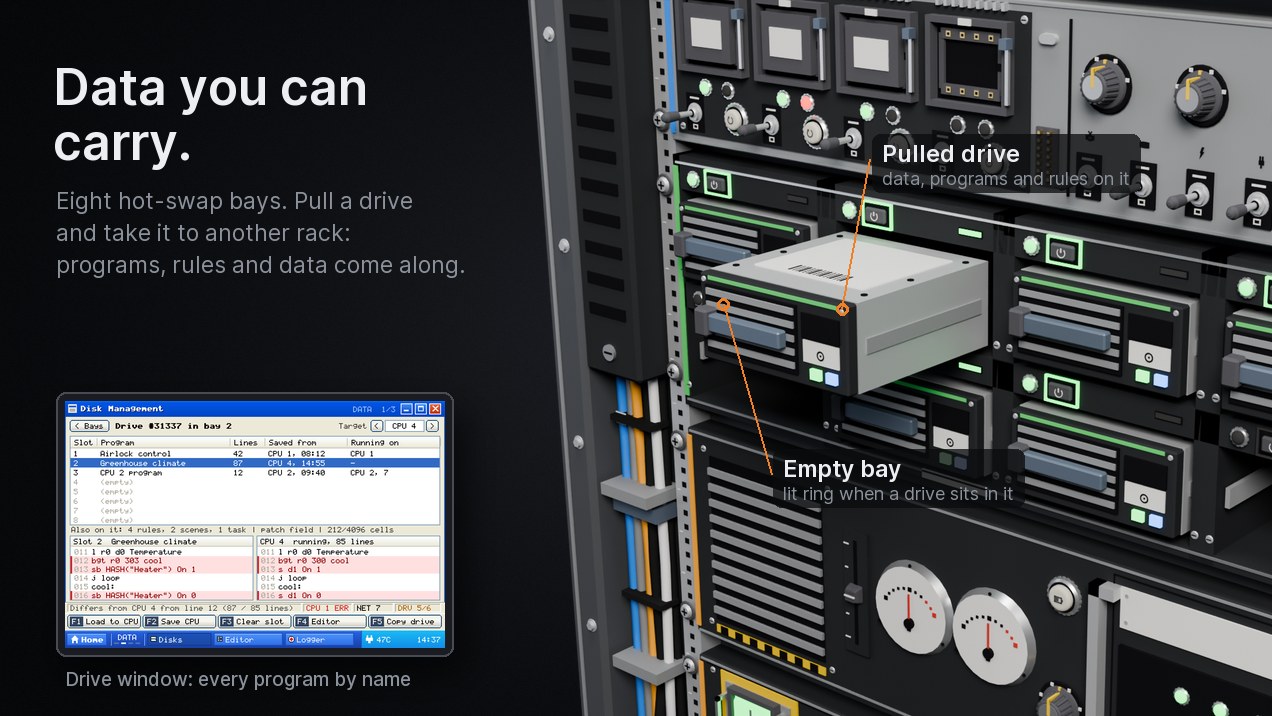 Data you can
carry.
Eight hot-swap bays. Pull a drive
and take it to another rack:
programs, rules and data come along.
Pulled drive
data, programs and rules on it
Empty bay
lit ring when a drive sits in it
Disk Management DATA 1/3
< Bays Drive #31337 in bay 2 Target < CPU 4 >
Slot Program Lines Saved from Running on
1 Airlock control 42 CPU 1, 08:12 CPU 1
2 Greenhouse climate 87 CPU 4, 14:55 -
3 CPU 2 program 12 CPU 2, 09:40 CPU 2, 7
4 (empty)
5 (empty)
6 (empty)
7 (empty)
8 (empty)
Also on it: 4 rules, 2 scenes, 1 task | patch field | 212/4096 cells
Slot 2 Greenhouse climate
011 l r0 d0 Temperature
012 bgt r0 303 cool
013 sb HASH("Heater") On 1
014 j loop
015 cool:
016 sb HASH("Heater") On 0
CPU 4 running, 85 lines
011 l r0 d0 Temperature
012 bgt r0 300 cool
013 s d1 On 1
014 j loop
015 cool:
016 s d1 On 0
Differs from CPU 4 from line 12 (87 / 85 lines) CPU 1 ERR NET 7 DRV 5/6
F1 Load to CPU F2 Save CPU F3 Clear slot F4 Editor F5 Copy drive
Home DATA Disks Editor Logger 47C 14:37
Drive window: every program by name